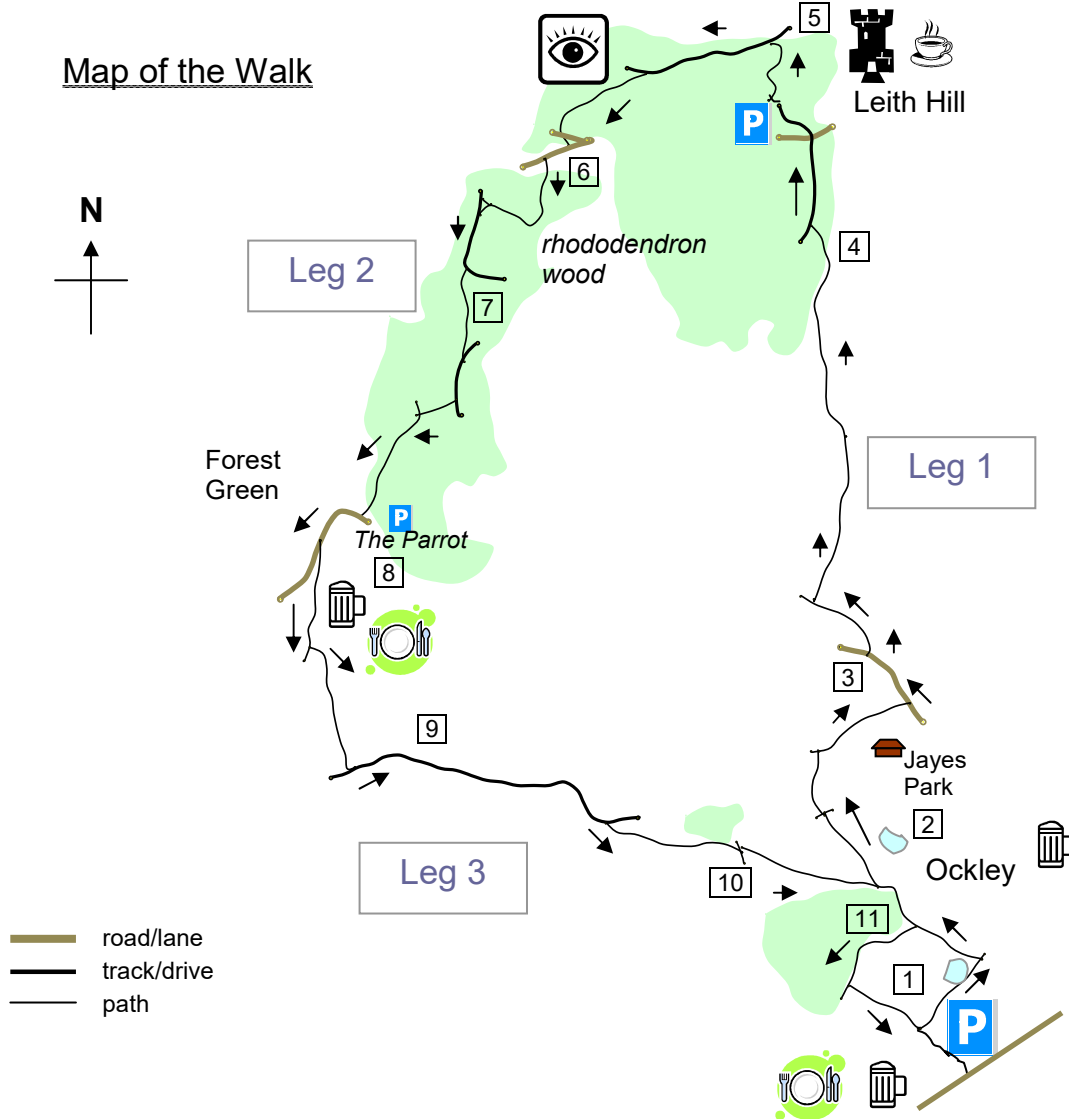 Map of the Walk
5
Leith Hill
P
6
N
rhododendron
wood
4
Leg 2
7
Forest
Green
Leg 1
P
The Parrot
8
3
9
Jayes
Park
2
Ockley
Leg 3
10
11
road/lane
track/drive
path
1
P